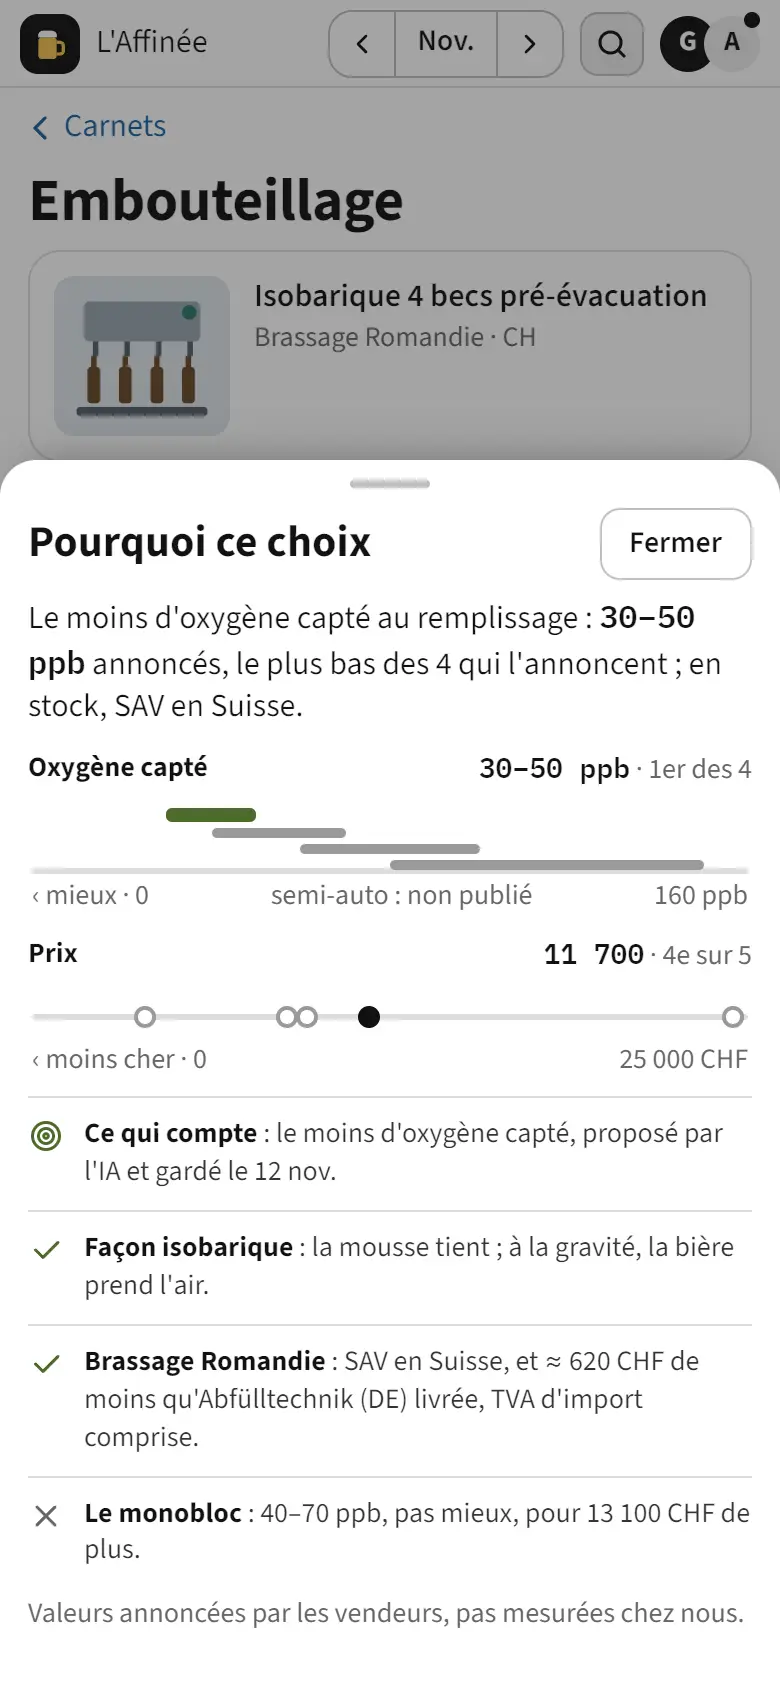 L'Affinée
Nov.
G
A
Carnets
Embouteillage
Isobarique 4 becs pré-évacuation
Brassage Romandie · CH
Pourquoi ce choix
Fermer
Le moins d'oxygène capté au remplissage : 30–50
ppb annoncés, le plus bas des 4 qui l'annoncent ; en
stock, SAV en Suisse.
Oxygène capté
30–50 ppb · 1er des 4
‹ mieux · 0
semi-auto : non publié
160 ppb
Prix
11 700 · 4e sur 5
‹ moins cher · 0
25 000 CHF
Ce qui compte : le moins d'oxygène capté, proposé par
l'IA et gardé le 12 nov.
Façon isobarique : la mousse tient ; à la gravité, la bière
prend l'air.
Brassage Romandie : SAV en Suisse, et ≈ 620 CHF de
moins qu'Abfülltechnik (DE) livrée, TVA d'import
comprise.
Le monobloc : 40–70 ppb, pas mieux, pour 13 100 CHF de
plus.
Valeurs annoncées par les vendeurs, pas mesurées chez nous.